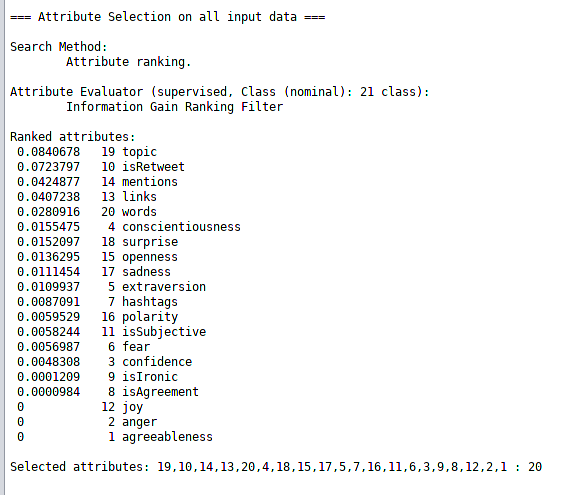 === Attribute Selection on all input data ===
Search Method:
Attribute ranking.
Attribute Evaluator (supervised, Class (nominal): 21 class):
Information Gain Ranking Filter
Ranked attributes:
0.0840678 19 topic
0.0723797 10 isRetweet
0.0424877 14 mentions
0.0407238 13 links
0.0280916 20 words
0.0155475 4 conscientiousness
0.0152097 18 surprise
0.0136295 15 openness
0.0111454 17 sadness
0.0109937 5 extraversion
0.0087091 7 hashtags
0.0059529 16 polarity
0.0058244 11 isSubjective
0.0056987 6 fear
0.0048308 3 confidence
0.0001209 9 isIronic
0.0000984 8 isAgreement
0 12 joy
0 2 anger
0 1 agreeableness
Selected attributes: 19,10,14,13,20,4,18,15,17,5,7,16,11,6,3,9,8,12,2,1 : 20